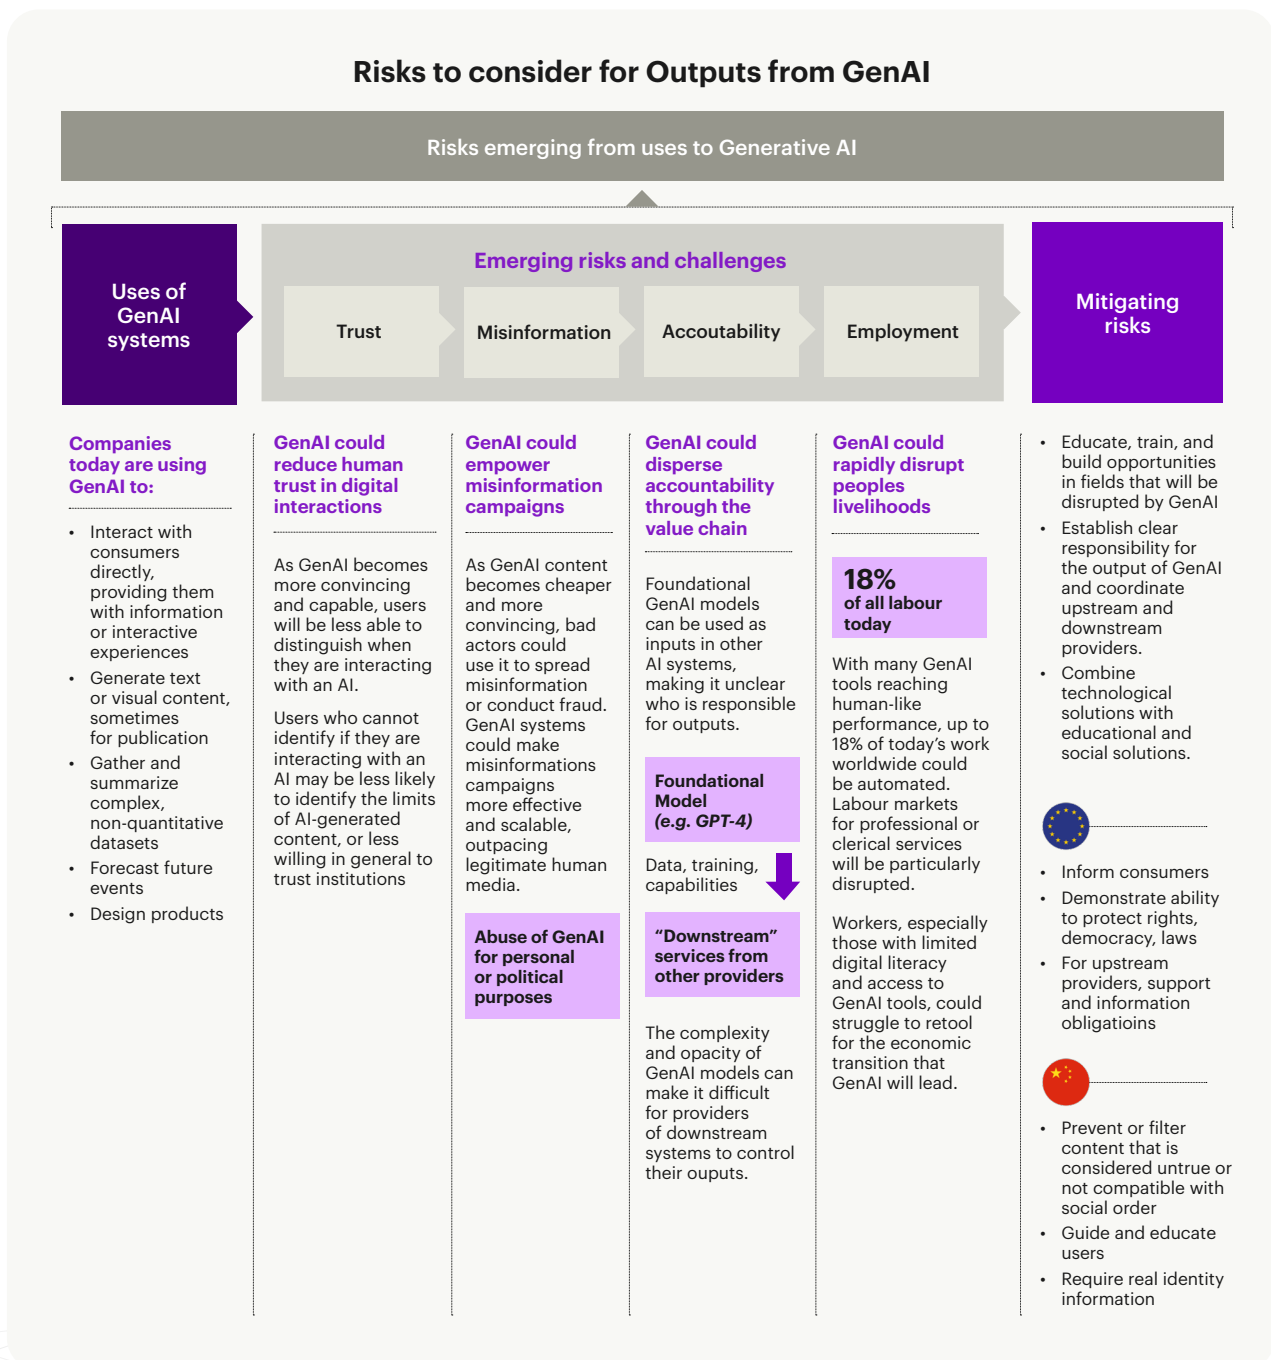 Risks to consider for Outputs from GenAI
Risks emerging from uses to Generative AI
Uses of
GenAI
systems
Emerging risks and challenges
Trust
Misinformation
Accoutability
Employment
Mitigating
risks
Companies
today are using
GenAI to:
• Interact with
consumers
directly,
providing them
with information
or interactive
experiences
• Generate text
or visual content,
sometimes
for publication
• Gather and
summarize
complex,
non-quantitative
datasets
• Forecast future
events
• Design products
GenAI could
reduce human
trust in digital
interactions
As GenAI becomes
more convincing
and capable, users
will be less able to
distinguish when
they are interacting
with an AI.
Users who cannot
identify if they are
interacting with an
AI may be less likely
to identify the limits
of AI-generated
content, or less
willing in general to
trust institutions
GenAI could
empower
misinformation
campaigns
As GenAI content
becomes cheaper
and more
convincing, bad
actors could
use it to spread
misinformation
or conduct fraud.
GenAI systems
could make
misinformations
campaigns
more effective
and scalable,
outpacing
legitimate human
media.
Abuse of GenAI
for personal
or political
purposes
GenAI could
disperse
accountability
through the
value chain
Foundational
GenAI models
can be used as
inputs in other
AI systems,
making it unclear
who is responsible
for outputs.
Foundational
Model
(e.g. GPT-4)
Data, training,
capabilities
“Downstream”
services from
other providers
The complexity
and opacity of
GenAI models can
make it difficult
for providers
of downstream
systems to control
their ouputs.
GenAI could
rapidly disrupt
peoples
livelihoods
18%
of all labour
today
With many GenAI
tools reaching
human-like
performance, up to
18% of today’s work
worldwide could
be automated.
Labour markets
for professional or
clerical services
will be particularly
disrupted.
Workers, especially
those with limited
digital literacy
and access to
GenAI tools, could
struggle to retool
for the economic
transition that
GenAI will lead.
• Educate, train, and
build opportunities
in fields that will be
disrupted by GenAI
• Establish clear
responsibility for
the output of GenAI
and coordinate
upstream and
downstream
providers.
• Combine
technological
solutions with
educational and
social solutions.
• Inform consumers
• Demonstrate ability
to protect rights,
democracy, laws
• For upstream
providers, support
and information
obligatioins
• Prevent or filter
content that is
considered untrue or
not compatible with
social order
• Guide and educate
users
• Require real identity
information